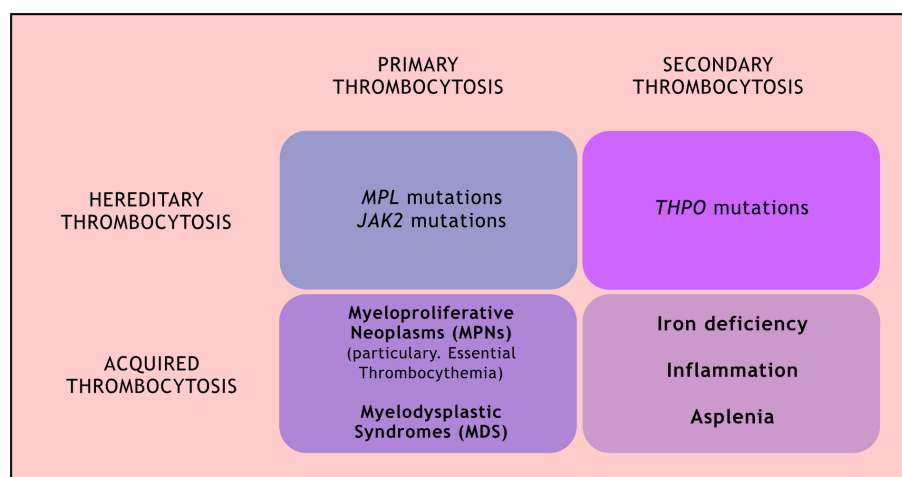 PRIMARY
THROMBOCYTOSIS
SECONDARY
THROMBOCYTOSIS
HEREDITARY
THROMBOCYTOSIS
MPL mutations
JAK2 mutations
THPO mutations
ACQUIRED
THROMBOCYTOSIS
Myeloproliferative
Neoplasms (MPNs)
(particulary. Essential
Thrombocythemia)
Myelodysplastic
Syndromes (MDS)
Iron deficiency
Inflammation
Asplenia